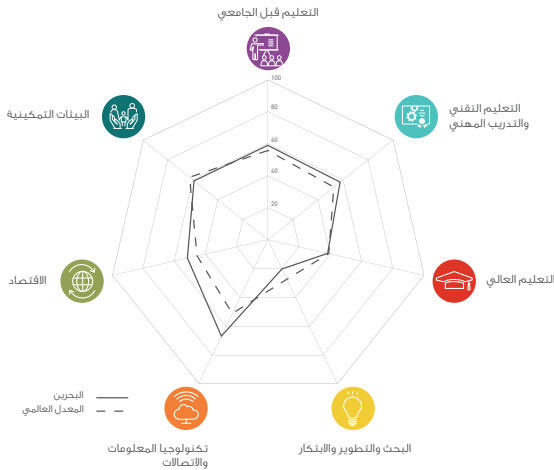 التعليم قبل الجامعي
100
80
60
40
20
التعليم التقني
والتدريب المهني
البيئات التمكينية
التعليم العالي
الاقتصاد
البحرين
المعدل العالمي
البحث والتطوير والابتكار
تكنولوجيا المعلومات
والاتصالات